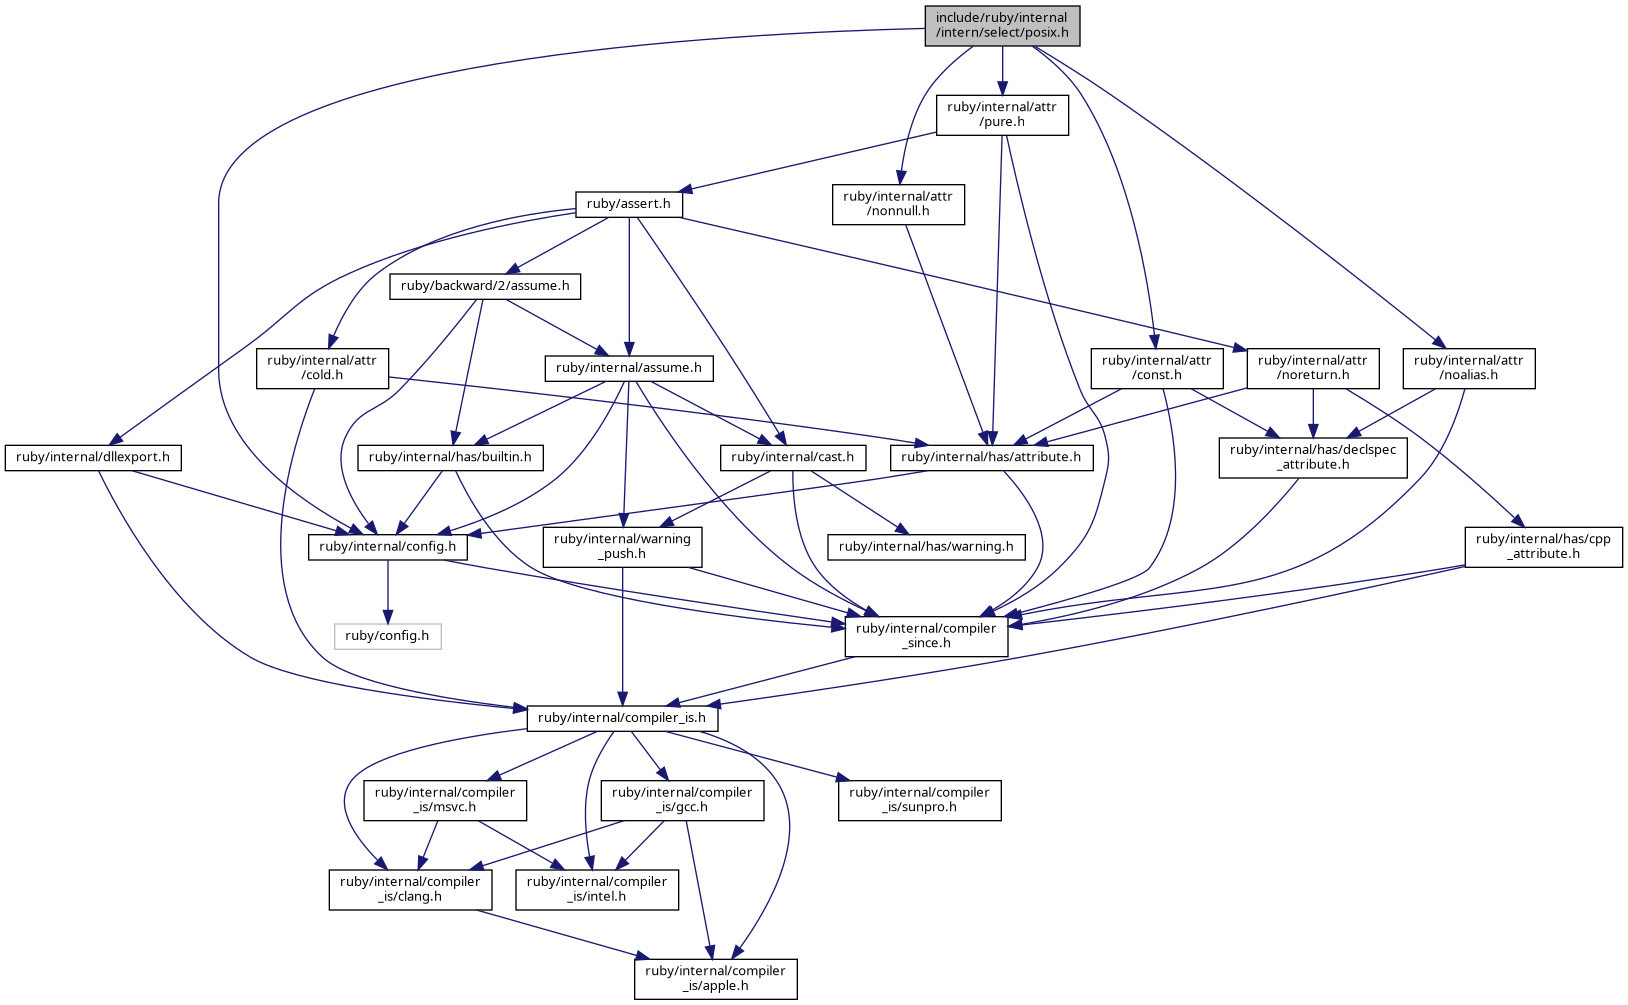 include/ruby/internal
/intern/select/posix.h
ruby/internal/attr
/pure.h
ruby/assert.h
ruby/internal/attr
/nonnull.h
ruby/backward/2/assume.h
ruby/internal/attr
/cold.h
ruby/internal/assume.h
ruby/internal/attr
/const.h
ruby/internal/attr
/noreturn.h
ruby/internal/attr
/noalias.h
ruby/internal/dllexport.h
ruby/internal/has/builtin.h
ruby/internal/cast.h
ruby/internal/has/attribute.h
ruby/internal/has/declspec
_attribute.h
ruby/internal/config.h
ruby/internal/warning
_push.h
ruby/internal/has/warning.h
ruby/internal/has/cpp
_attribute.h
ruby/config.h
ruby/internal/compiler
_since.h
ruby/internal/compiler_is.h
ruby/internal/compiler
_is/msvc.h
ruby/internal/compiler
_is/gcc.h
ruby/internal/compiler
_is/sunpro.h
ruby/internal/compiler
_is/clang.h
ruby/internal/compiler
_is/intel.h
ruby/internal/compiler
_is/apple.h